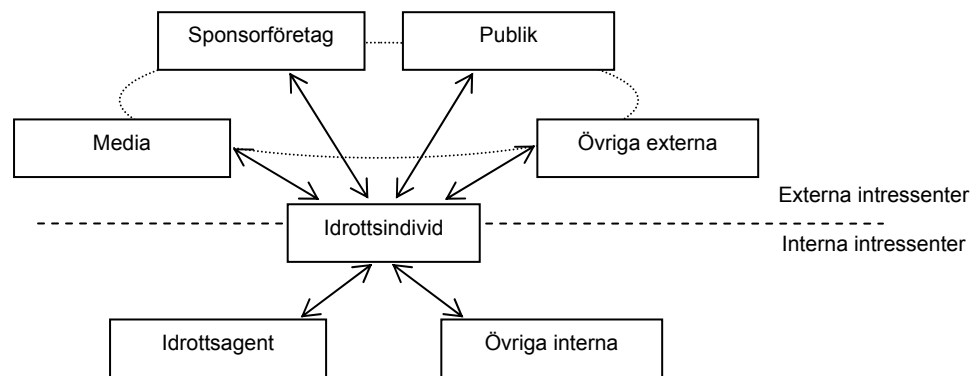 Sponsorföretag
Publik
Media
Övriga externa
Externa intressenter
Idrottsindivid
Interna intressenter
Idrottsagent
Övriga interna